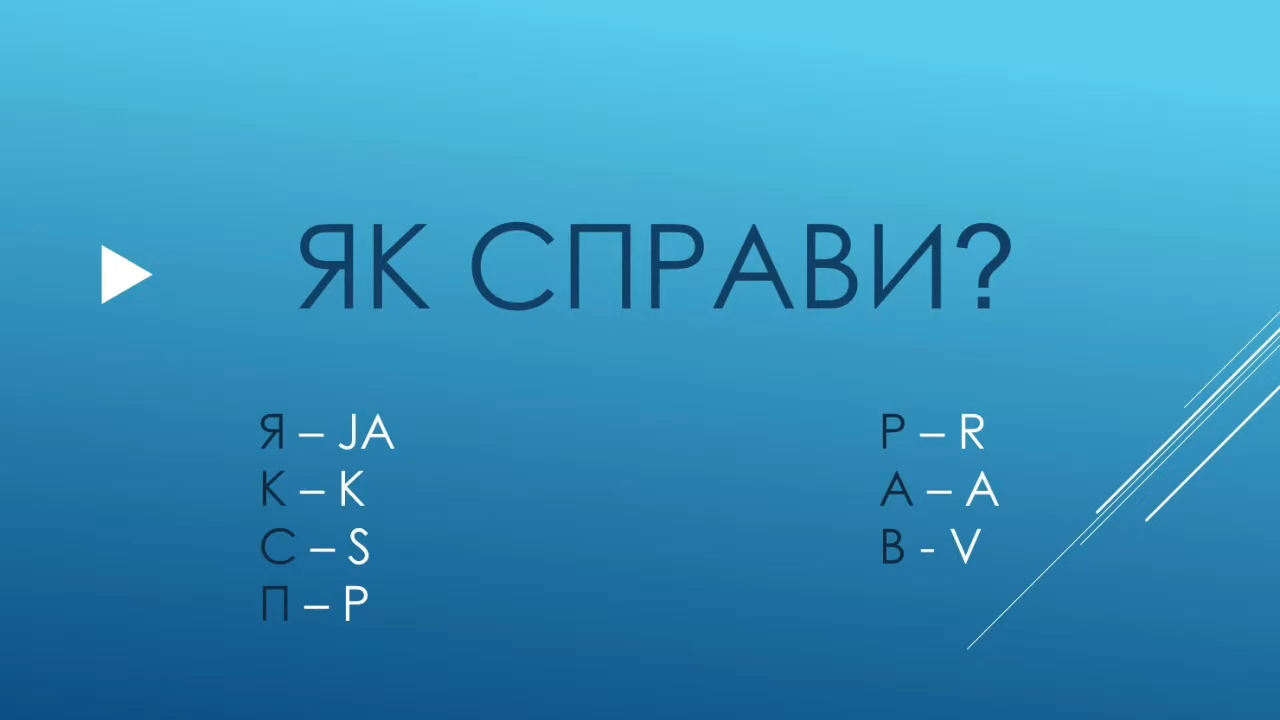 ЯК СПРАВИ?
Я – JA
К – K
С – S
П – P
Р – R
А – A
В - V